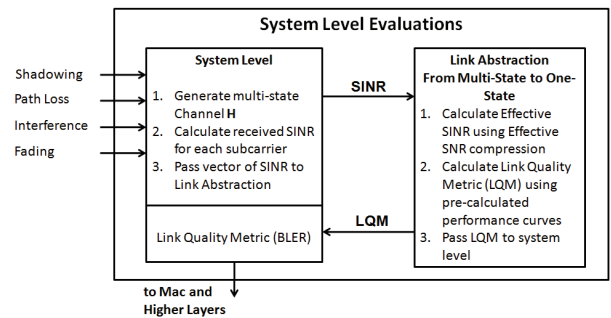 System Level Evaluations
Shadowing
Path Loss
Interference
Fading
System Level
1. Generate multi-state
Channel H
2. Calculate received SINR
for each subcarrier
3. Pass vector of SINR to
Link Abstraction
Link Quality Metric (BLER)
SINR
LQM
Link Abstraction
From Multi-State to One-
State
1. Calculate Effective
SINR using Effective
SNR compression
2. Calculate Link Quality
Metric (LQM) using
pre-calculated
performance curves
3. Pass LQM to system
level
to Mac and
Higher Layers